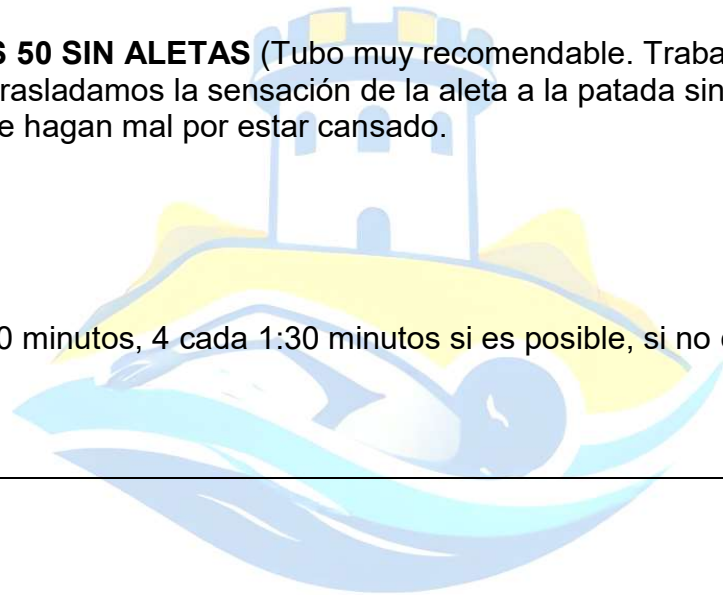 S 50 SIN ALETAS (Tubo muy recomendable. Traba
rasladamos la sensación de la aleta a la patada sin
e hagan mal por estar cansado.
0 minutos, 4 cada 1:30 minutos si es posible, si no